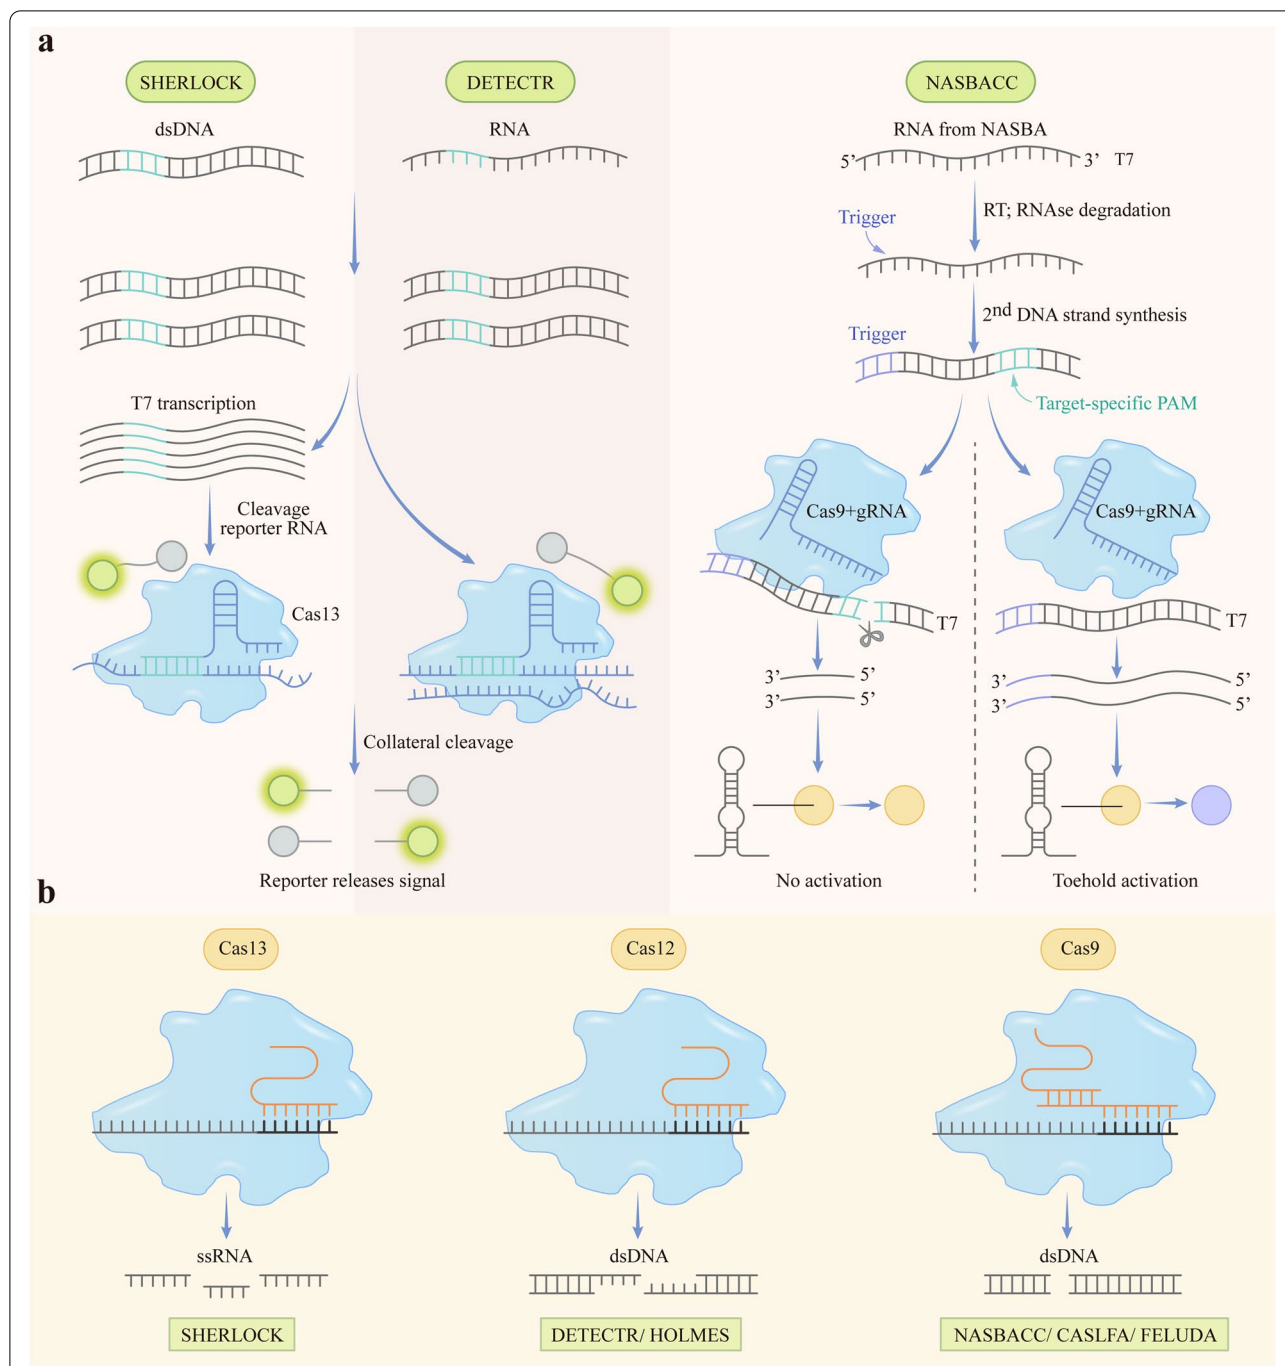 a
SHERLOCK
DETECTR
NASBACC
dsDNA
RNA
RNA from NASBA
5’
3’
T7
RT; RNAse degradation
Trigger
2nd DNA strand synthesis
Trigger
Target-specific PAM
T7 transcription
Cleavage
reporter RNA
Cas13
Cas9+gRNA
Cas9+gRNA
T7
T7
3’
5’
3’
5’
3’
5’
3’
5’
Collateral cleavage
Reporter releases signal
No activation
Toehold activation
b
Cas13
Cas12
Cas9
ssRNA
dsDNA
dsDNA
SHERLOCK
DETECTR/ HOLMES
NASBACC/ CASLFA/ FELUDA